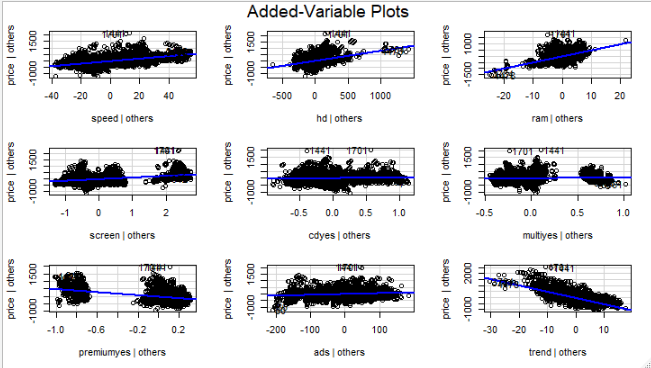 Added-Variable Plots
price | others
1500
-1000
-40 -20 0 20 40
speed | others
price | others
1500
-1000
-500 0 500 1000
hd | others
price | others
1500
-1500
-20 -10 0 10 20
ram | others
price | others
1500
-1000
-1 0 1 2
screen | others
price | others
1500
-1000
1441 1701
-0.5 0.0 0.5 1.0
cdyes | others
price | others
1500
-1000
1701 1441
-0.5 0.0 0.5 1.0
multiyes | others
price | others
1500
-1000
-1.0 -0.6 -0.2 0.2
premiumyes | others
price | others
1500
-1000
-200 -100 0 100
ads | others
price | others
2000
-1000
-30 -20 -10 0 10
trend | others